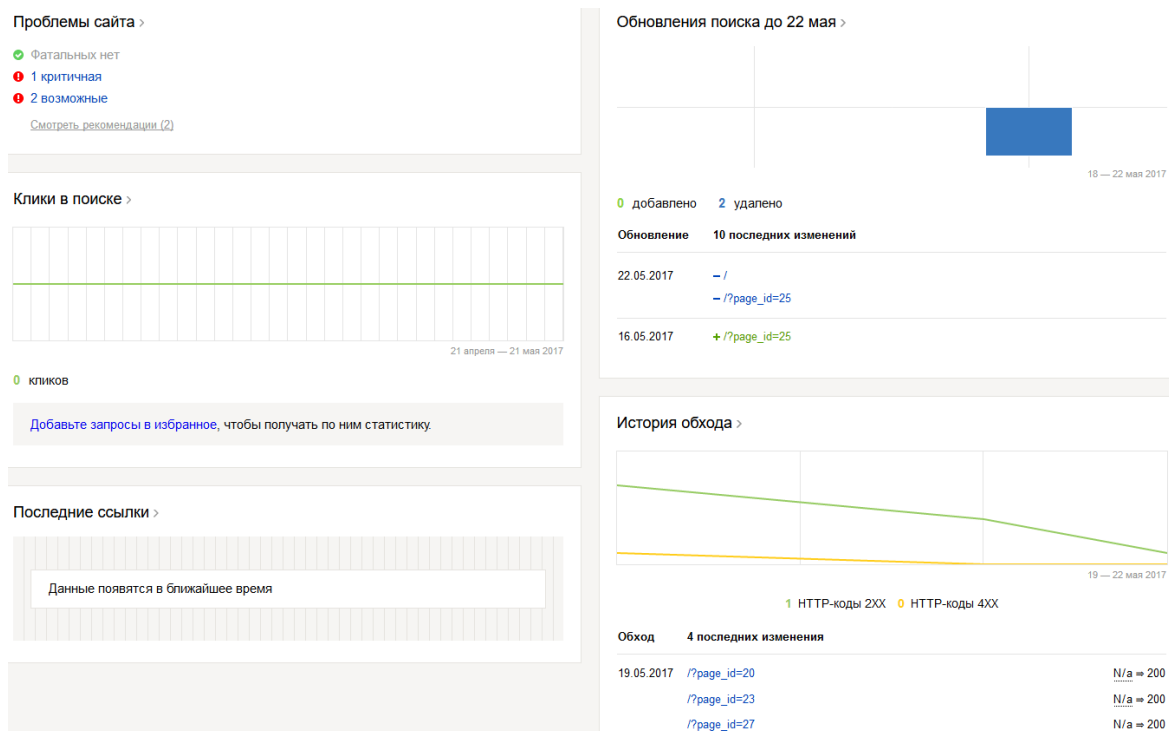 Проблемы сайта ›
Фатальных нет
1 критичная
2 возможные
Смотреть рекомендации (2)
Клики в поиске ›
21 апреля — 21 мая 2017
0 кликов
Добавьте запросы в избранное, чтобы получать по ним статистику.
Последние ссылки ›
Данные появятся в ближайшее время
Обновления поиска до 22 мая ›
18 — 22 мая 2017
0 добавлено 2 удалено
Обновление 10 последних изменений
22.05.2017 − /
− /?page_id=25
16.05.2017 + /?page_id=25
История обхода ›
19 — 22 мая 2017
1 HTTP-коды 2XX 0 HTTP-коды 4XX
Обход 4 последних изменения
19.05.2017 /?page_id=20 N/a ⇒ 200
/?page_id=23 N/a ⇒ 200
/?page_id=27 N/a ⇒ 200